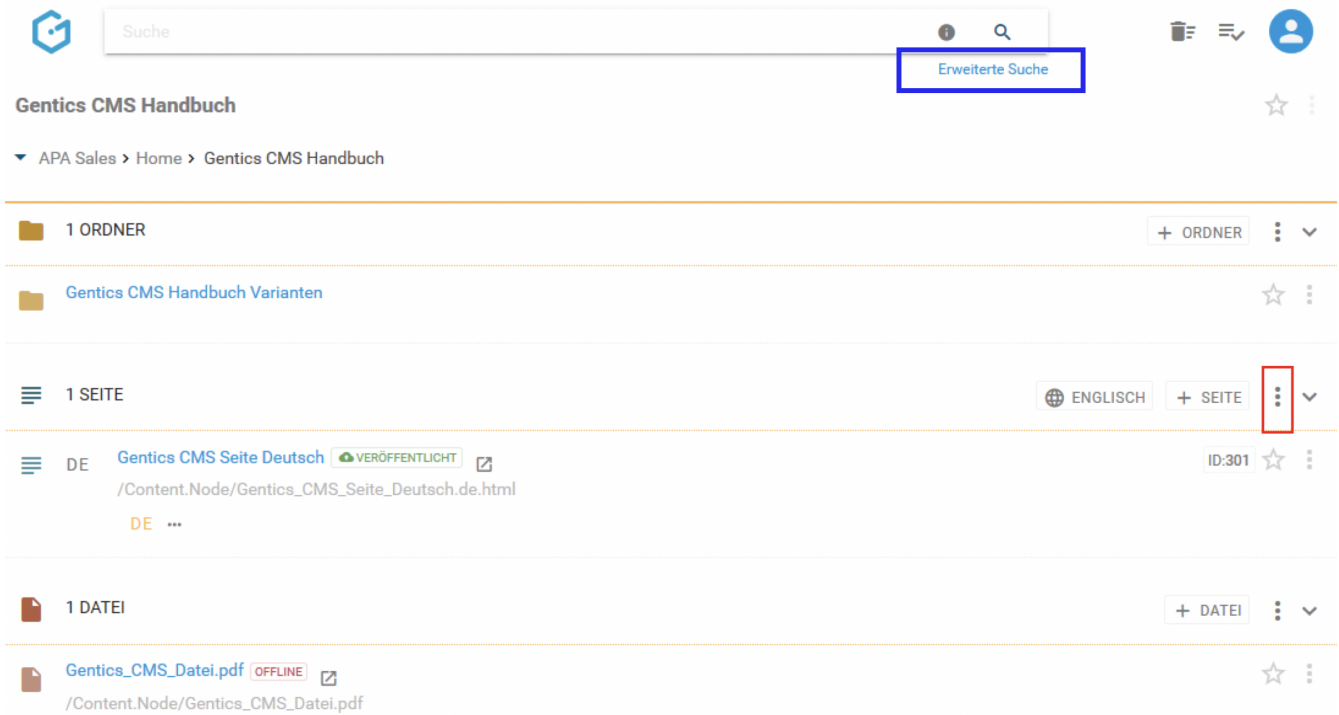 Suche
Erweiterte Suche
Gentics CMS Handbuch
APA Sales > Home > Gentics CMS Handbuch
1 ORDNER + ORDNER
Gentics CMS Handbuch Varianten
1 SEITE ENGLISCH + SEITE
DE Gentics CMS Seite Deutsch VERÖFFENTLICHT ID:301
/Content.Node/Gentics_CMS_Seite_Deutsch.de.html
DE •••
1 DATEI + DATEI
Gentics_CMS_Datei.pdf OFFLINE
/Content.Node/Gentics_CMS_Datei.pdf